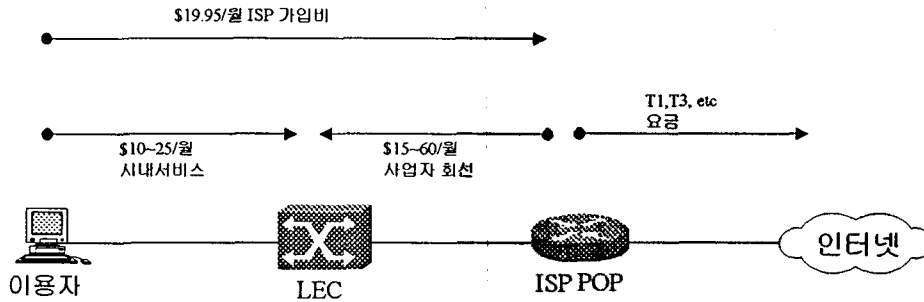 $19.95/월 ISP 가입비
T1,T3, etc
요금
$10~25/월
시내서비스
$15~60/월
사업자 회선
이용자
LEC
ISP POP
인터넷